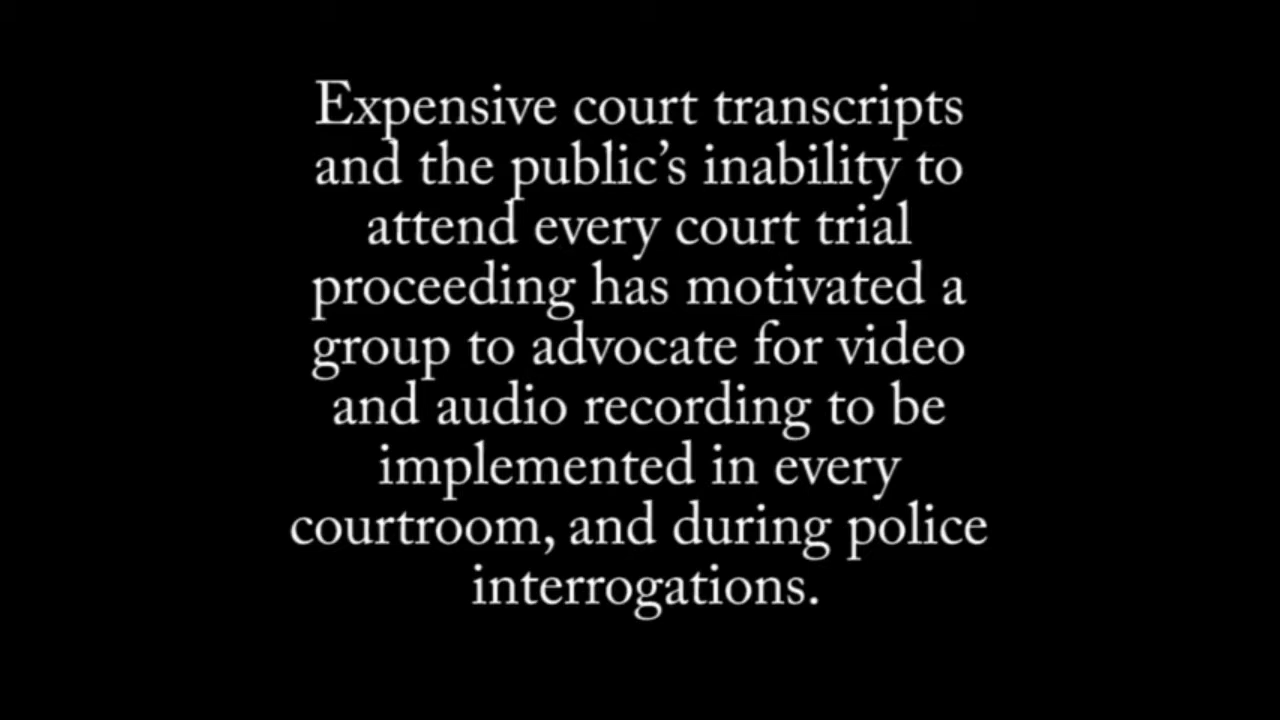 Expensive court transcripts
and the public’s inability to
attend every court trial
proceeding has motivated a
group to advocate for video
and audio recording to be
implemented in every
courtroom, and during police
interrogations.